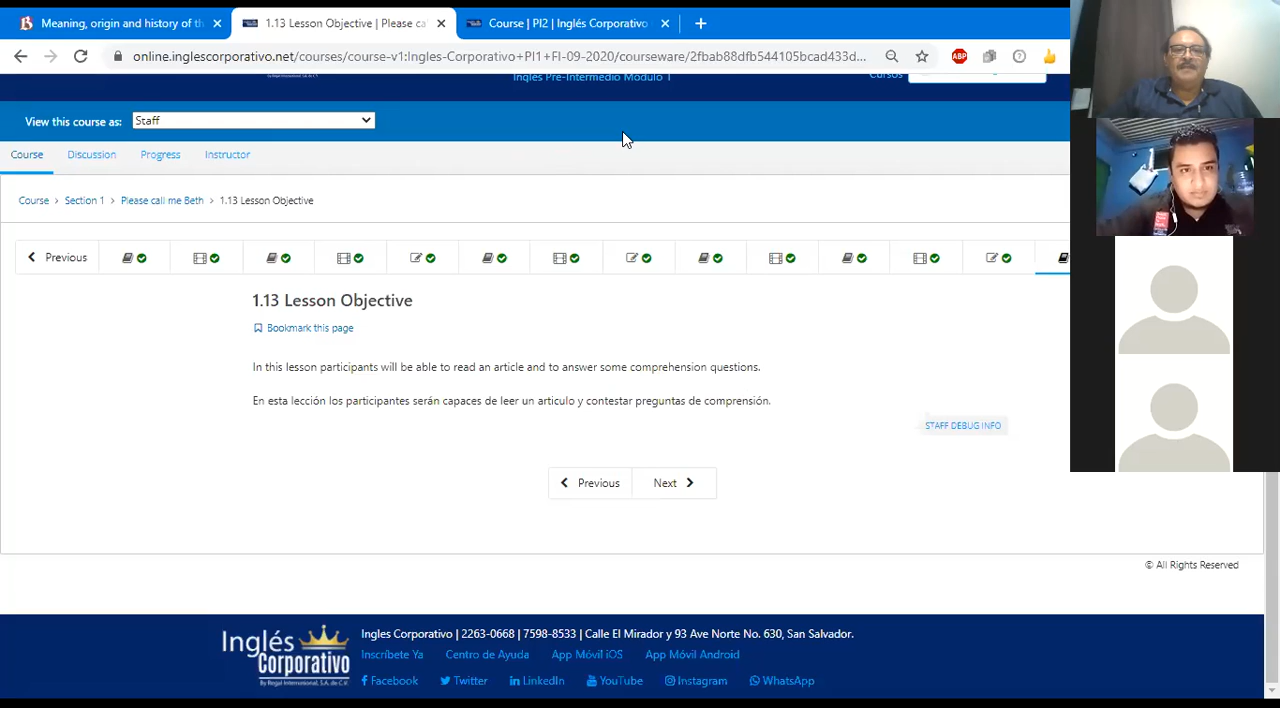 Meaning, origin and history of th
1.13 Lesson Objective | Please ca
Course | PI2 | Inglés Corporativo
online.inglescorporativo.net/courses/course-v1:Ingles-Corporativo+PI1+FI-09-2020/courseware/2fbab88dfb544105bcad433d...
ABP
Inglés Pre-Intermedio Módulo 1
Cursos
View this course as: Staff
Course Discussion Progress Instructor
Course > Section 1 > Please call me Beth > 1.13 Lesson Objective
Previous
1.13 Lesson Objective
Bookmark this page
In this lesson participants will be able to read an article and to answer some comprehension questions.
En esta lección los participantes serán capaces de leer un articulo y contestar preguntas de comprensión.
STAFF DEBUG INFO
Previous Next
© All Rights Reserved
Inglés Corporativo
By Regal International, S.A. de C.V.
Ingles Corporativo | 2263-0668 | 7598-8533 | Calle El Mirador y 93 Ave Norte No. 630, San Salvador.
Inscríbete Ya Centro de Ayuda App Móvil iOS App Móvil Android
Facebook Twitter LinkedIn YouTube Instagram WhatsApp